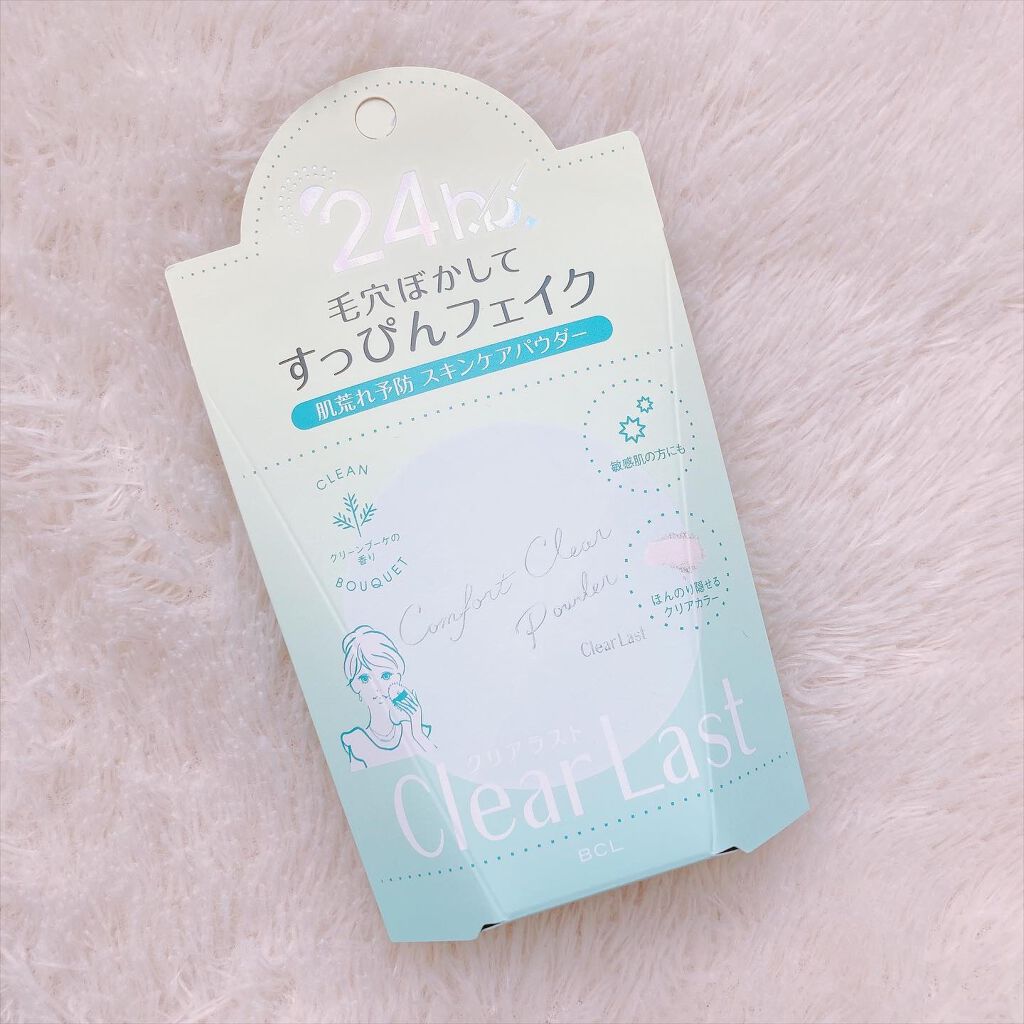 24h
毛穴ぼかして
すっぴんフェイク
肌荒れ予防 スキンケアパウダー
敏感肌の方にも
CLEAN
クリーンブーケの
香り
BOUQUET
Comfort Clear
Powder
ClearLast
ほんのり隠せる
クリアカラー
クリアラスト
Clear Last
BCL